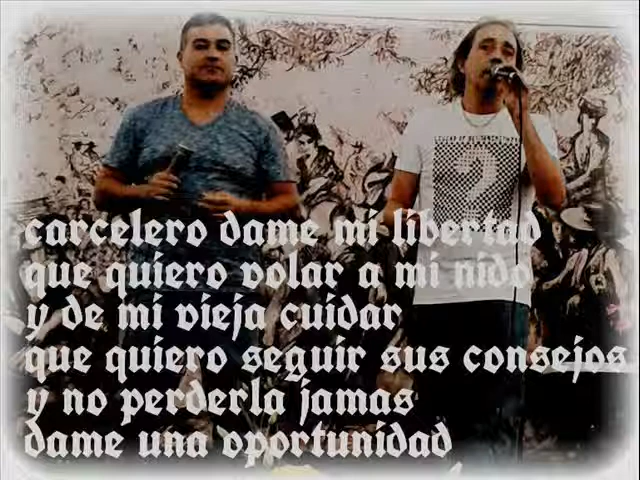 carcelero dame mi libertad
que quiero volar a mi nido
y de mi vieja cuidar
que quiero seguir sus consejos
y no perderla jamas
dame una oportunidad